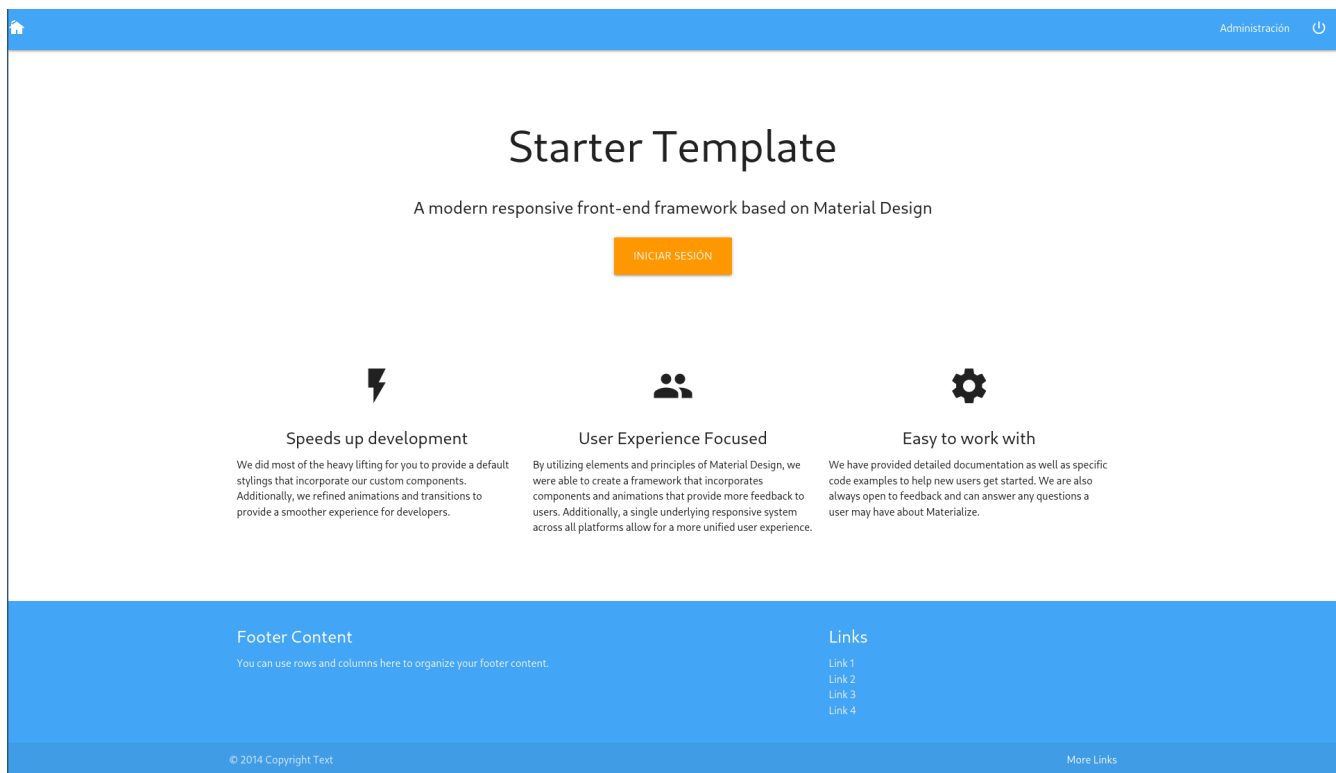 Administración
Starter Template
A modern responsive front-end framework based on Material Design
INICIAR SESIÓN
Speeds up development
We did most of the heavy lifting for you to provide a default
stylings that incorporate our custom components.
Additionally, we refined animations and transitions to
provide a smoother experience for developers.
User Experience Focused
By utilizing elements and principles of Material Design, we
were able to create a framework that incorporates
components and animations that provide more feedback to
users. Additionally, a single underlying responsive system
across all platforms allow for a more unified user experience.
Easy to work with
We have provided detailed documentation as well as specific
code examples to help new users get started. We are also
always open to feedback and can answer any questions a
user may have about Materialize.
Footer Content
You can use rows and columns here to organize your footer content.
Links
Link 1
Link 2
Link 3
Link 4
© 2014 Copyright Text
More Links